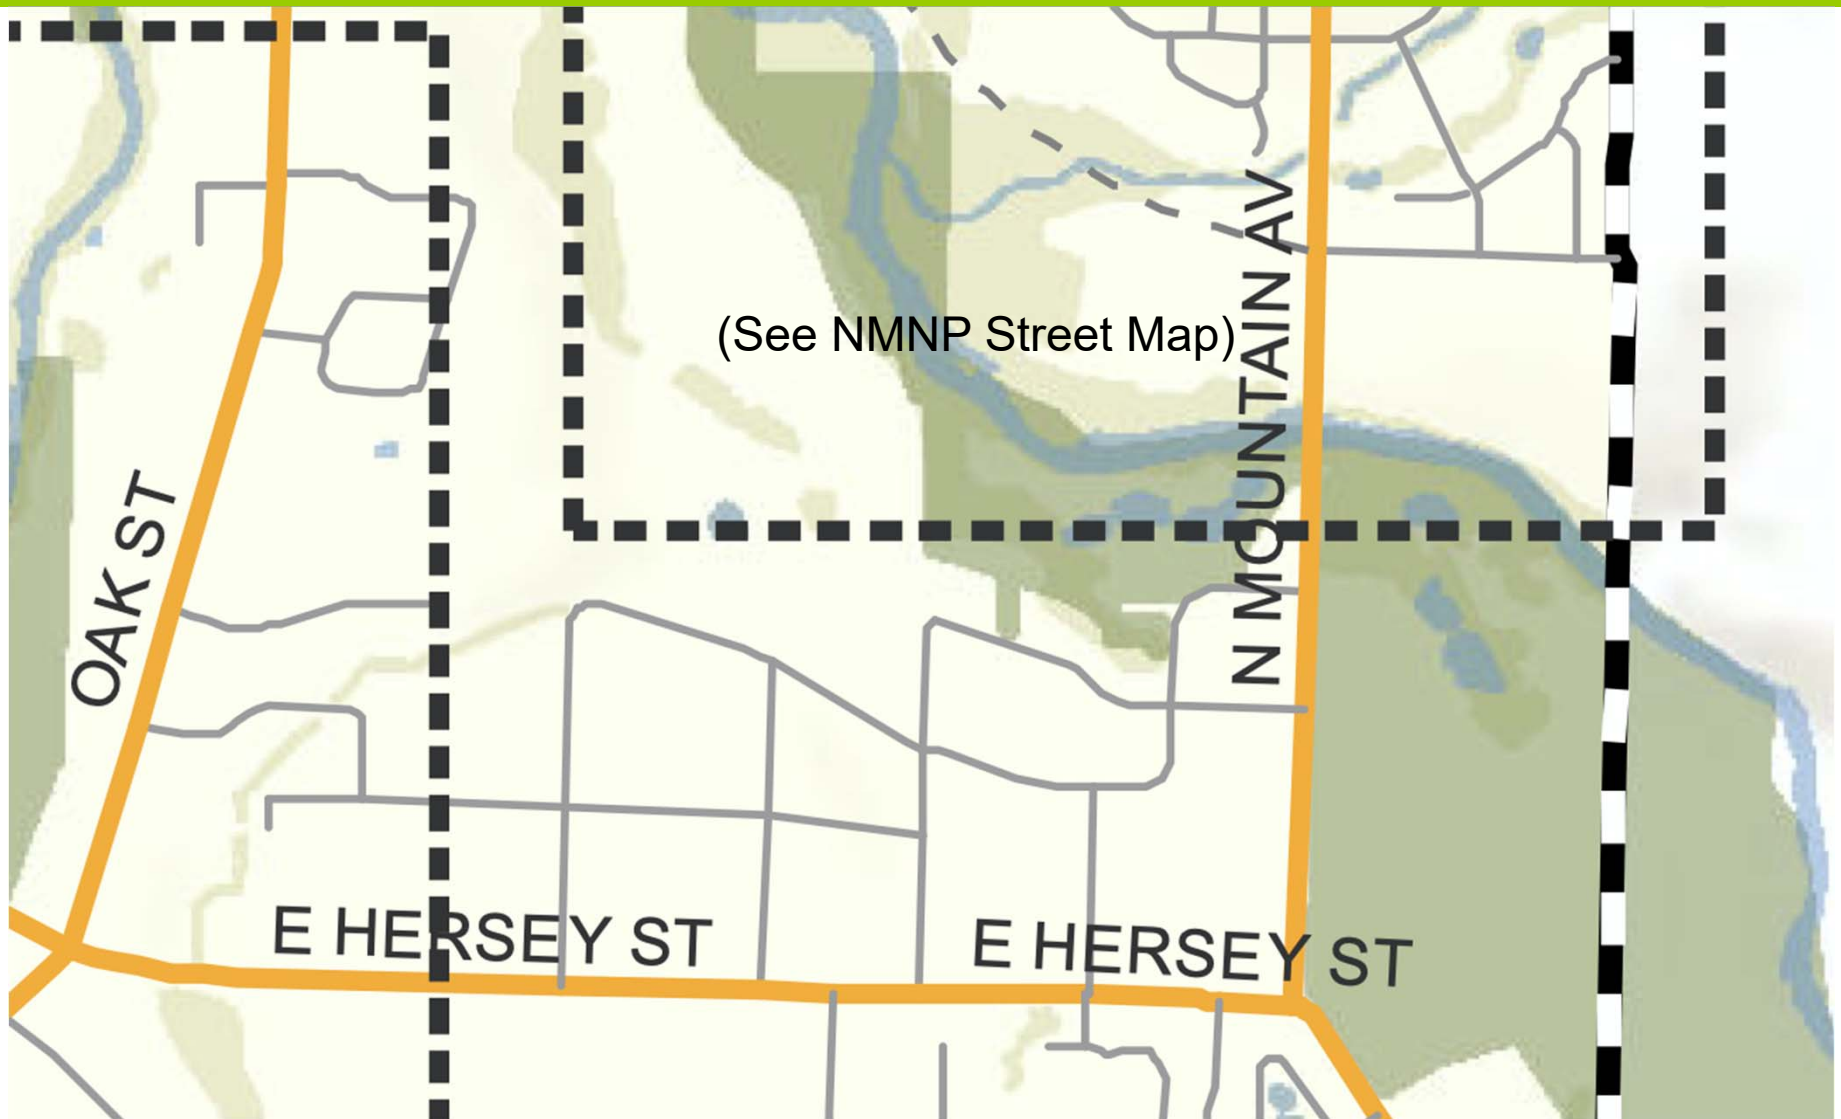 (See NMNP Street Map)
N MOUNTAIN AV
OAK ST
E HERSEY ST
E HERSEY ST